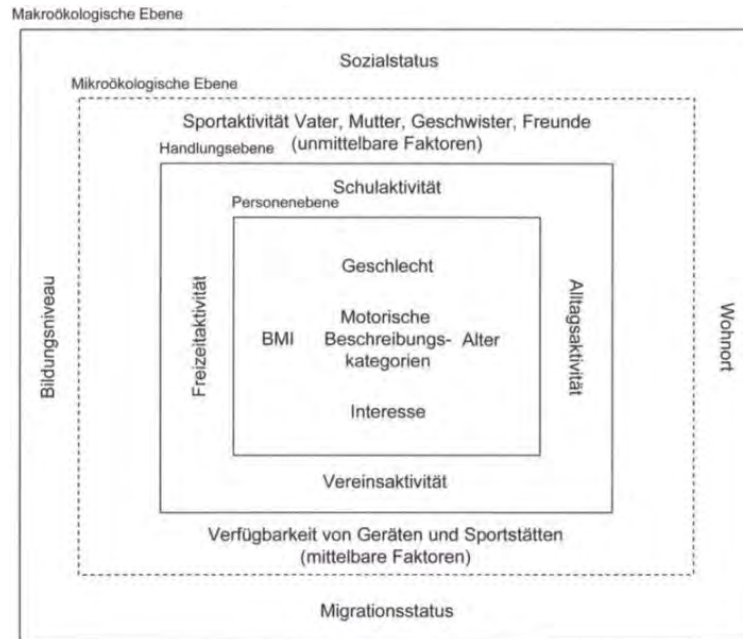 Makroökologische Ebene
Sozialstatus
Mikroökologische Ebene
Sportaktivität Vater, Mutter, Geschwister, Freunde
(unmittelbare Faktoren)
Handlungsebene
Schulaktivität
Personenebene
Geschlecht
Bildungsniveau
Freizeitaktivität
BMI
Motorische
Beschreibungs-
kategorien
Alter
Alltagsaktivität
Wohnort
Interesse
Vereinsaktivität
Verfügbarkeit von Geräten und Sportstätten
(mittelbare Faktoren)
Migrationsstatus